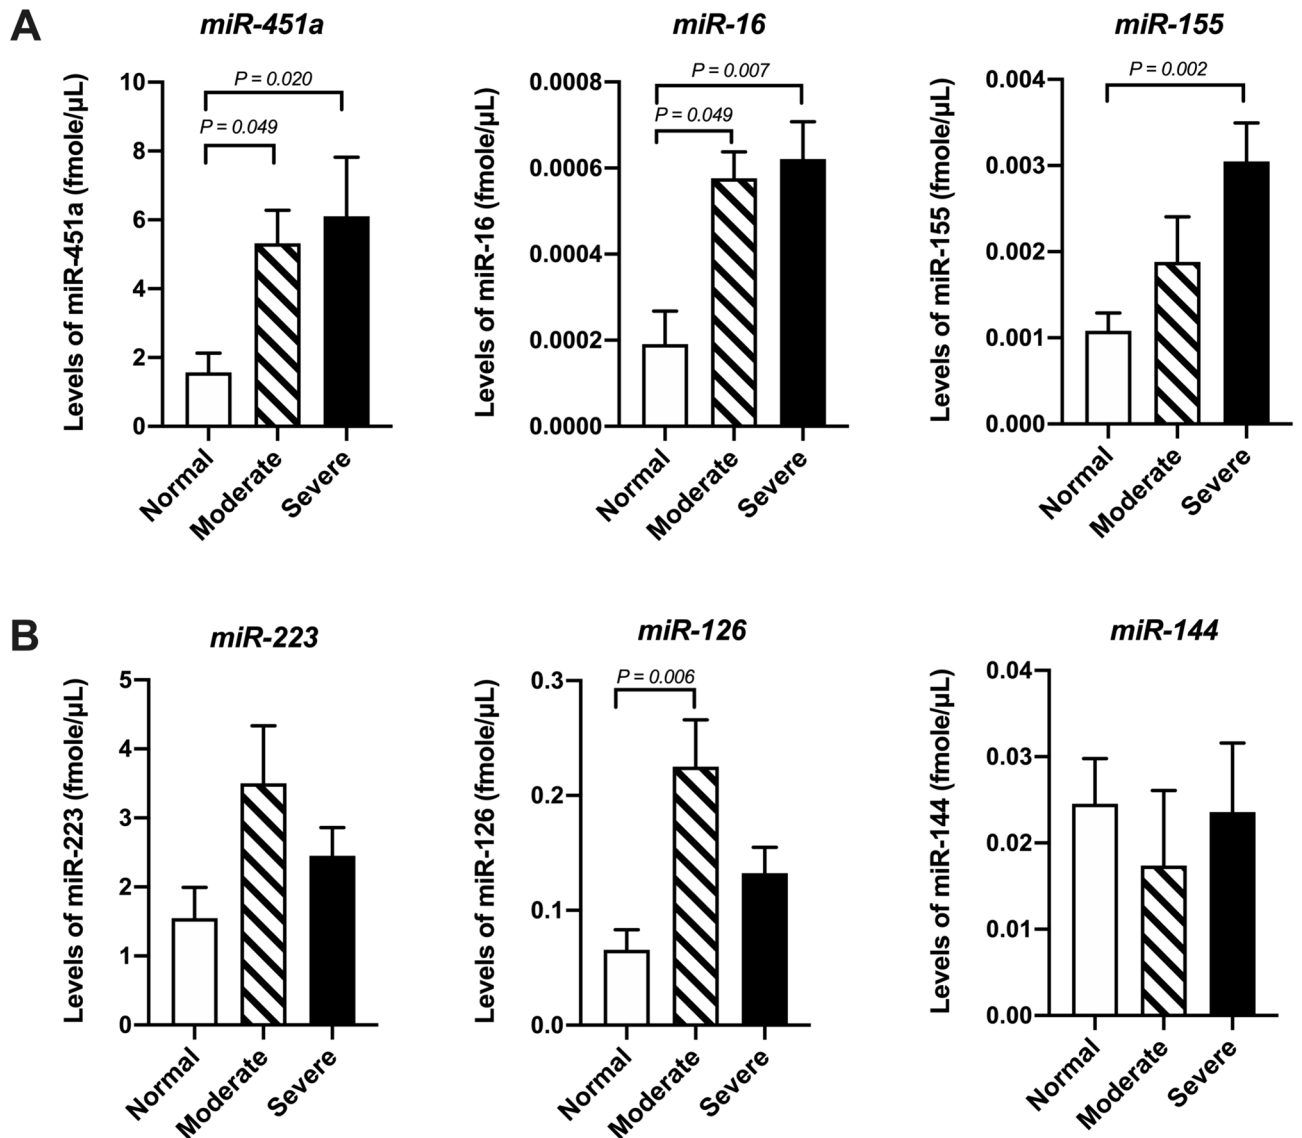 A
miR-451a
Levels of miR-451a (fmole/μL)
10
8
6
4
2
0
P = 0.020
P = 0.049
Normal
Moderate
Severe
miR-16
Levels of miR-16 (fmole/μL)
0.0008
0.0006
0.0004
0.0002
0.0000
P = 0.007
P = 0.049
Normal
Moderate
Severe
miR-155
Levels of miR-155 (fmole/μL)
0.004
0.003
0.002
0.001
0.000
P = 0.002
Normal
Moderate
Severe
B
miR-223
Levels of miR-223 (fmole/μL)
5
4
3
2
1
0
Normal
Moderate
Severe
miR-126
Levels of miR-126 (fmole/μL)
0.3
0.2
0.1
0.0
P = 0.006
Normal
Moderate
Severe
miR-144
Levels of miR-144 (fmole/μL)
0.04
0.03
0.02
0.01
0.00
Normal
Moderate
Severe